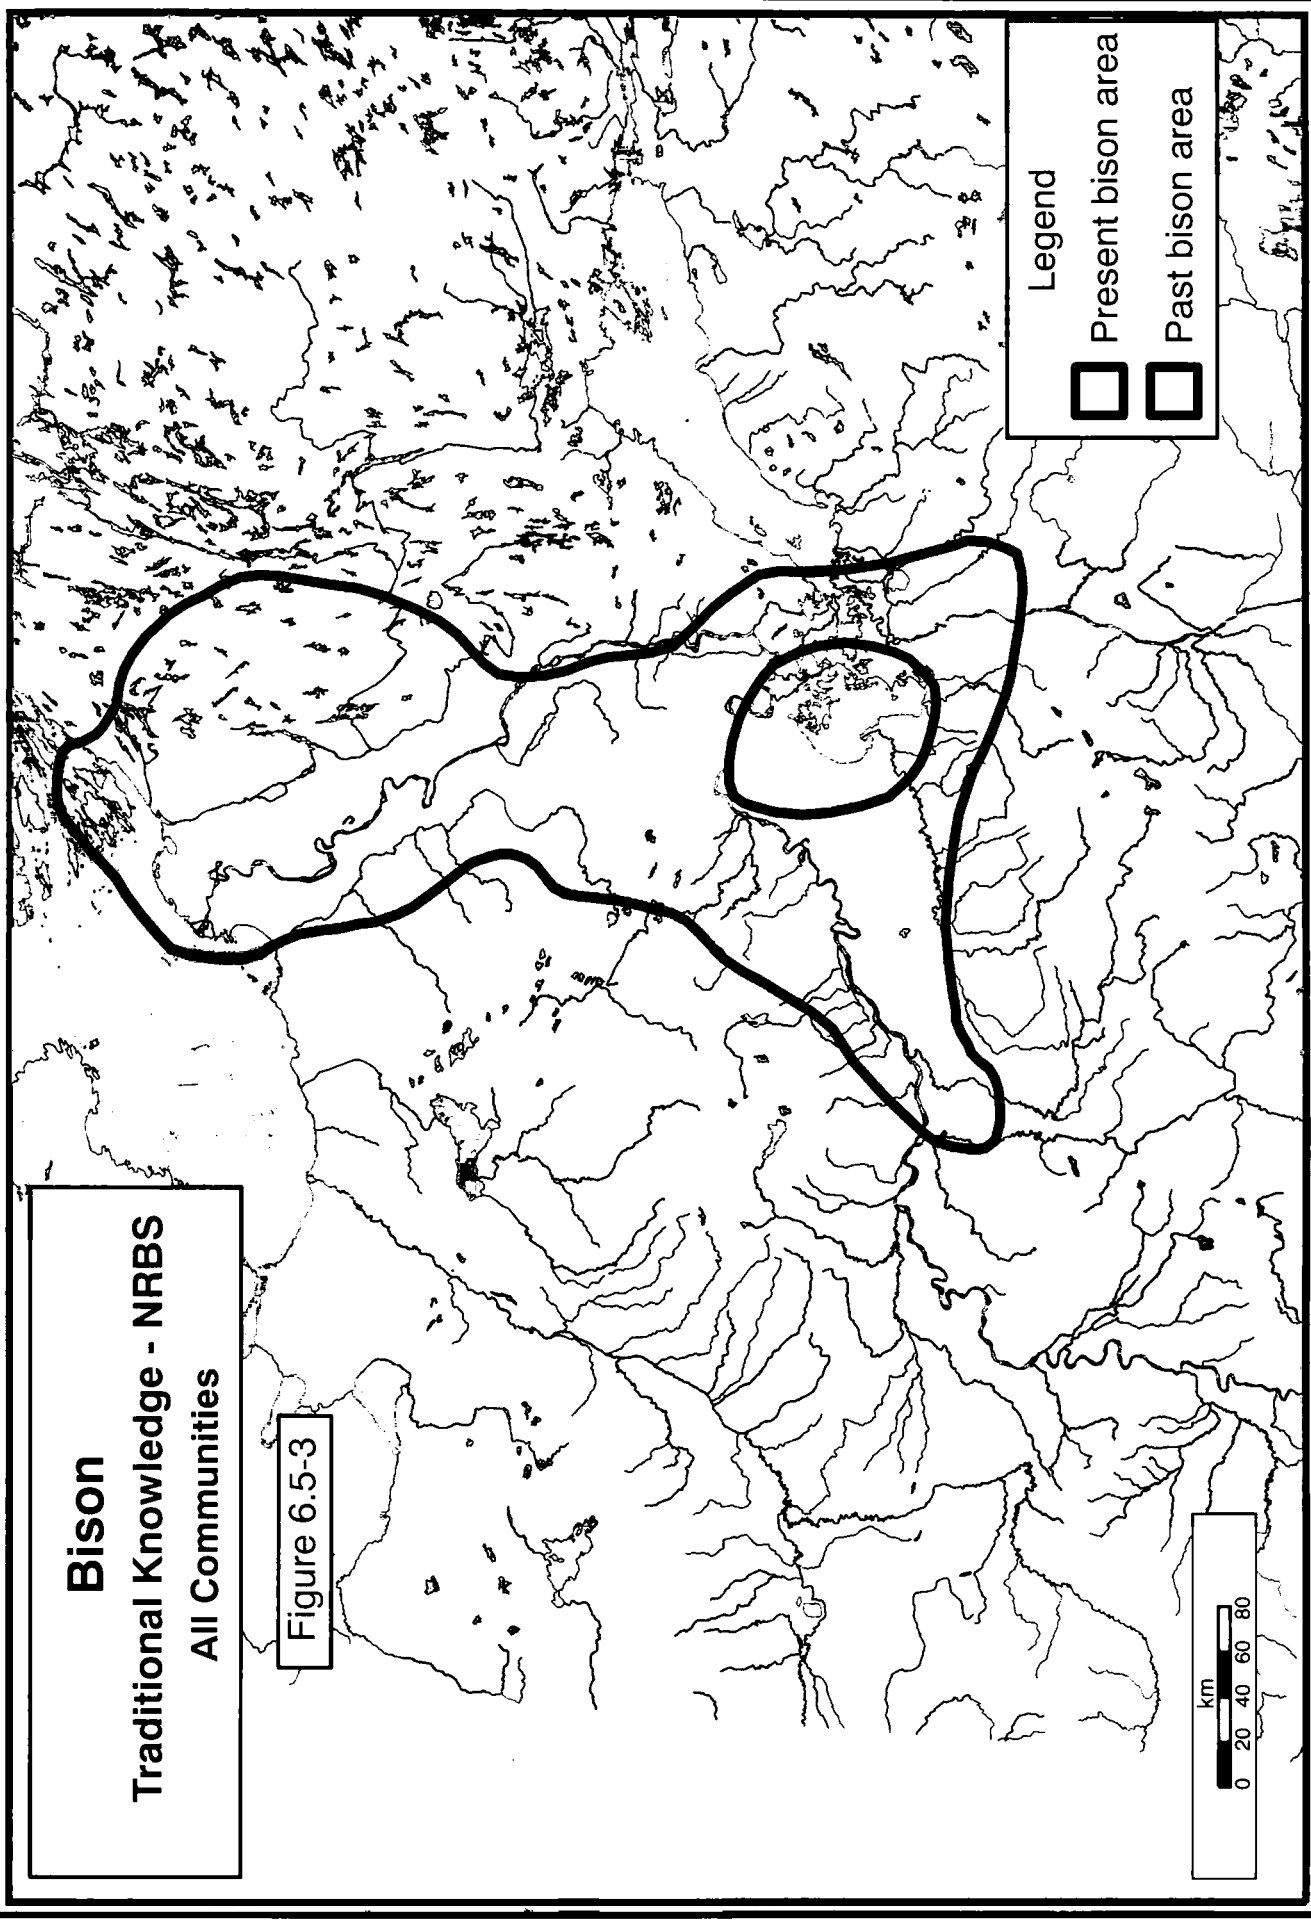 Bison
Traditional Knowledge - NRBS
All Communities
Figure 6.5-3
km
0 20 40 60 80
Legend
Present bison area
Past bison area